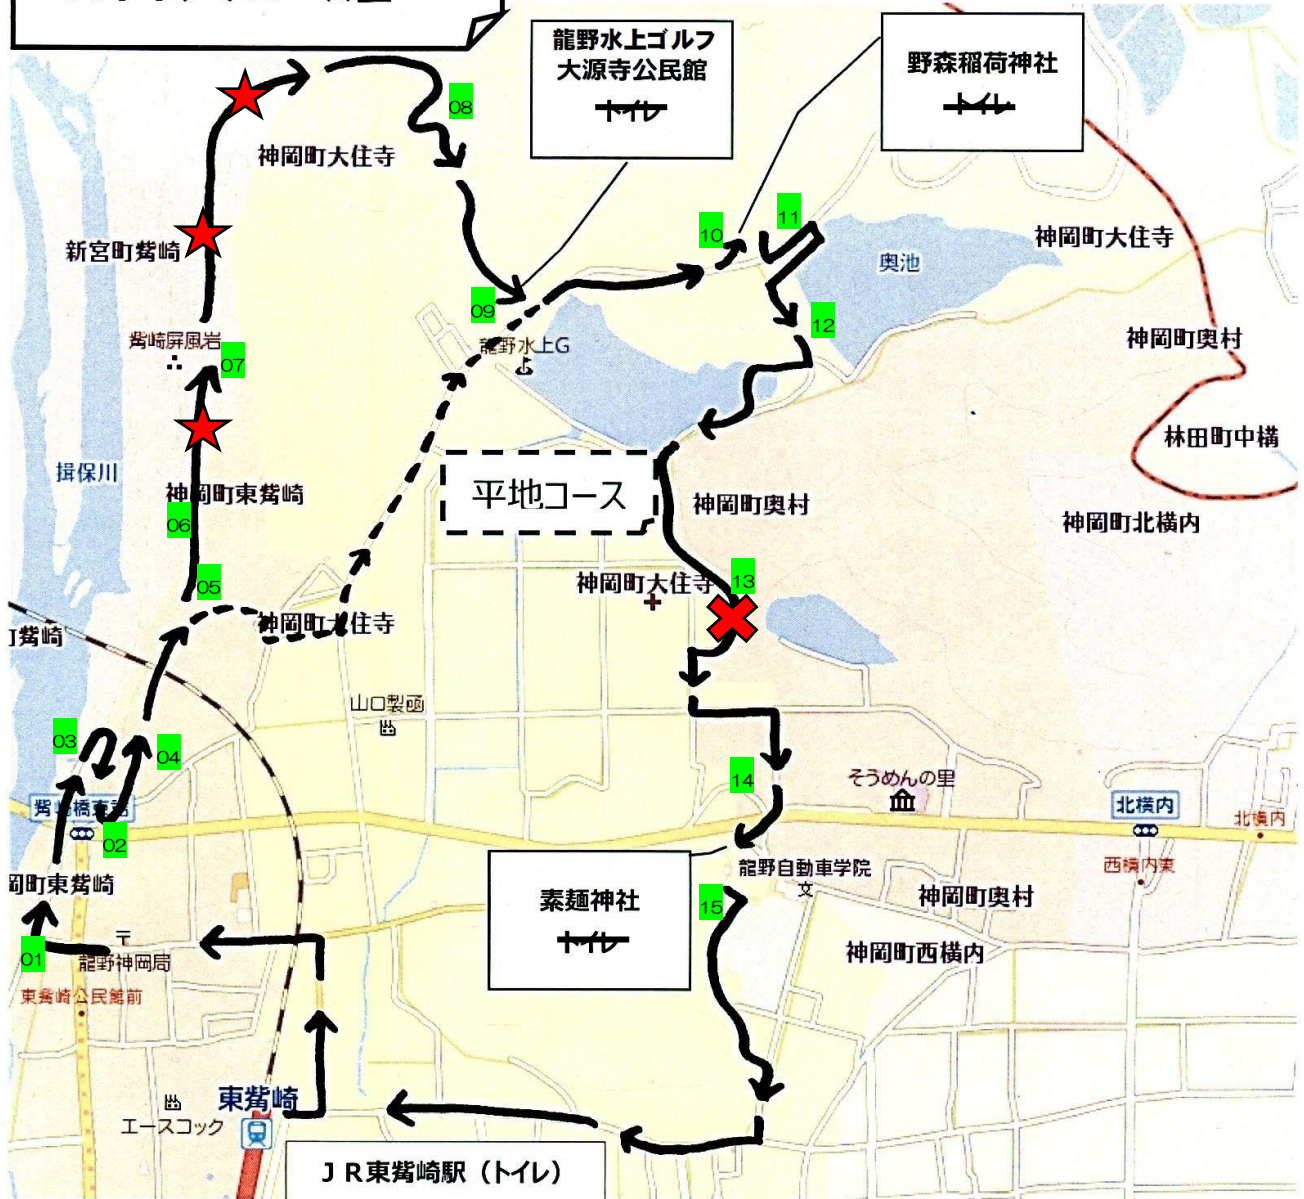 龍野水上ゴルフ
大源寺公民館
トイレ
野森稲荷神社
トイレ
08
神岡町大住寺
11
10
新宮町觜崎
奥池
神岡町大住寺
09
12
觜崎屏風岩
龍野水上G
神岡町奥村
07
林田町中構
揖保川
神岡町東觜崎
平地コース
神岡町奥村
06
神岡町北横内
05
神岡町大住寺
13
神岡町大住寺
町觜崎
山口製函
03
04
14
そうめんの里
北横内
北横内
02
龍野自動車学院
文
西横内東
岡町東觜崎
素麺神社
トイレ
15
神岡町奥村
01
〒
龍野神岡局
神岡町西横内
東觜崎公民館前
東觜崎
エースコック
JR東觜崎駅（トイレ）